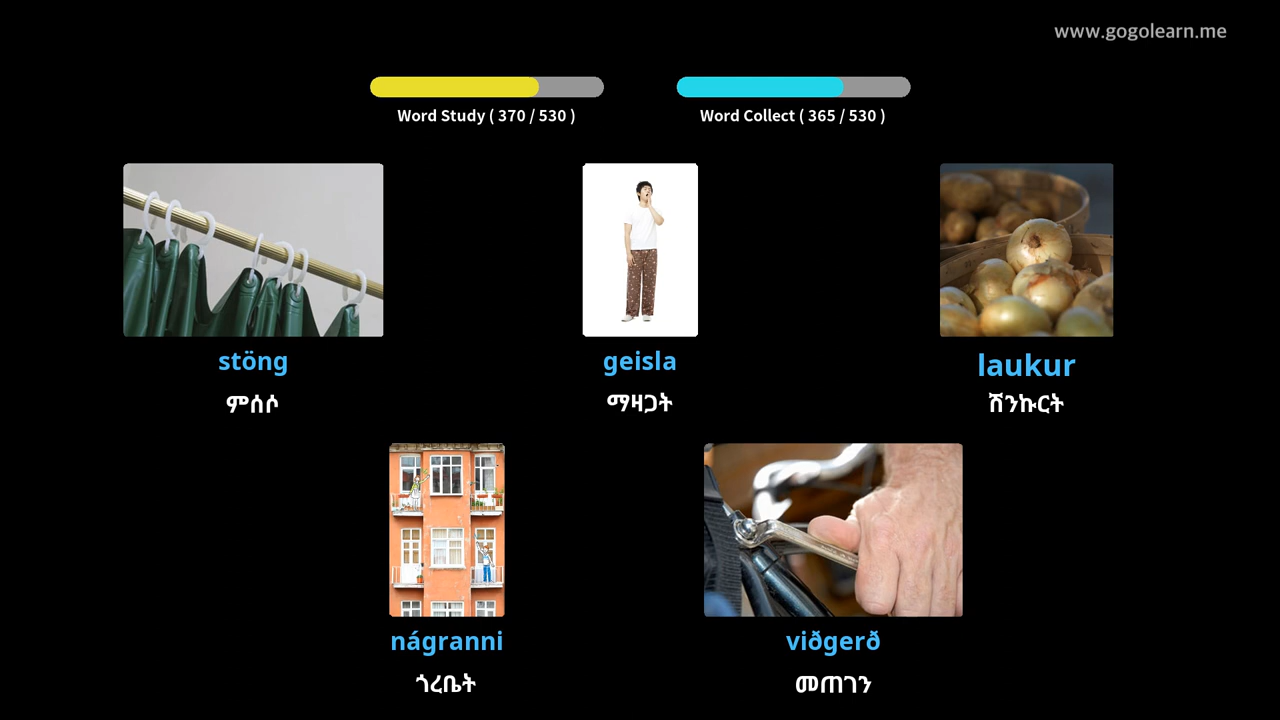 www.gogolearn.me
Word Study ( 370 / 530 )
Word Collect ( 365 / 530 )
stöng
ምሰሶ
geisla
ማዛጋት
laukur
ሽንኩርት
nágranni
ጎረቤት
viðgerð
መጠገን